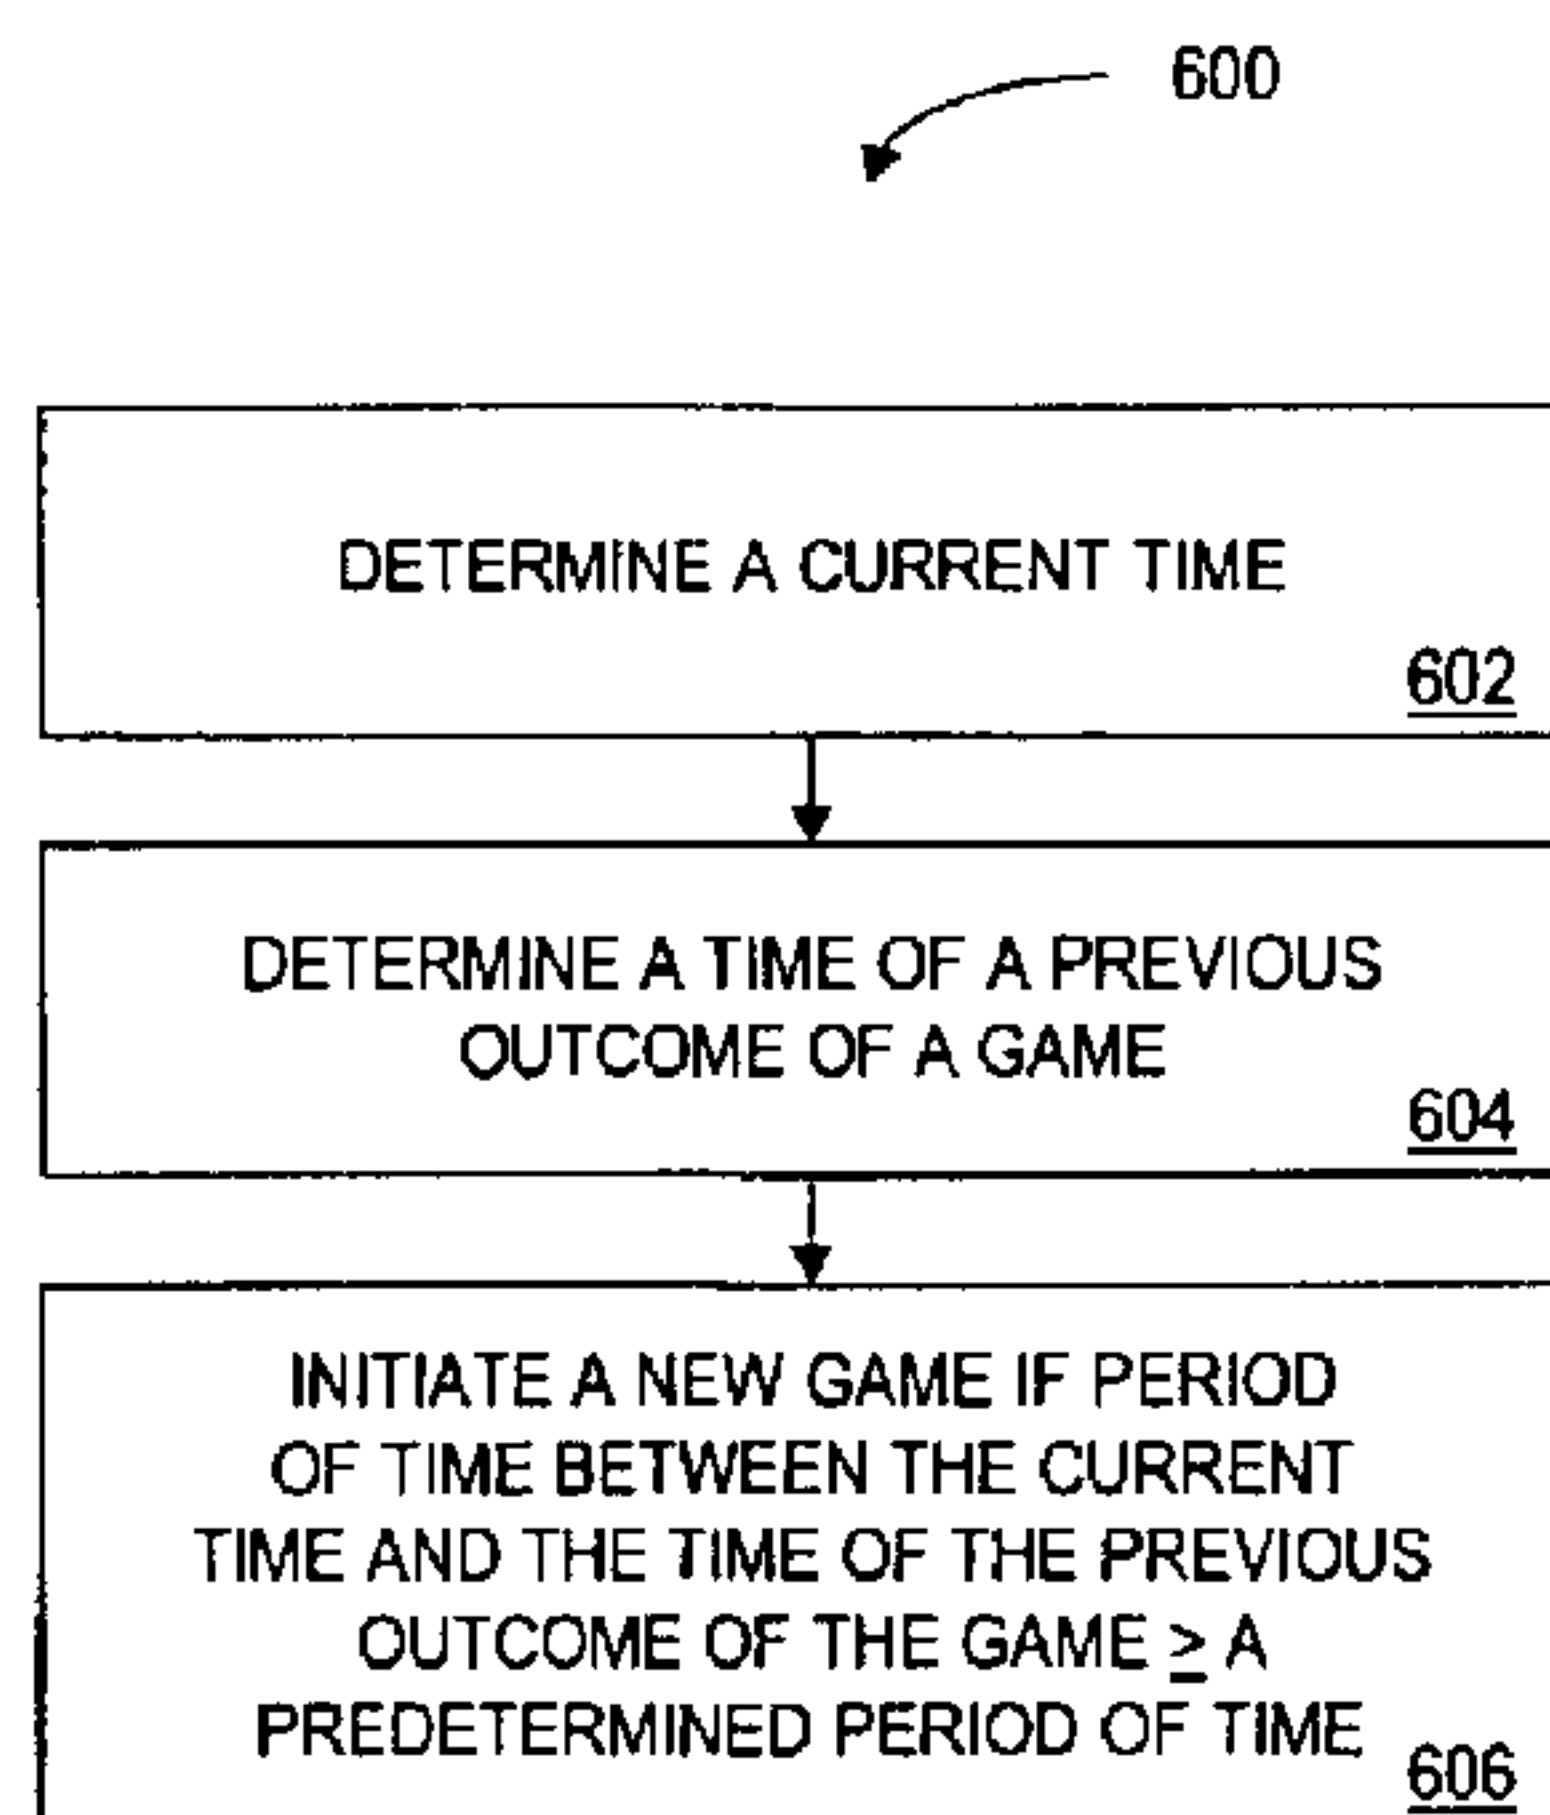 600
DETERMINE A CURRENT TIME
602
DETERMINE A TIME OF A PREVIOUS
OUTCOME OF A GAME
604
INITIATE A NEW GAME IF PERIOD
OF TIME BETWEEN THE CURRENT
TIME AND THE TIME OF THE PREVIOUS
OUTCOME OF THE GAME ≥ A
PREDETERMINED PERIOD OF TIME
606